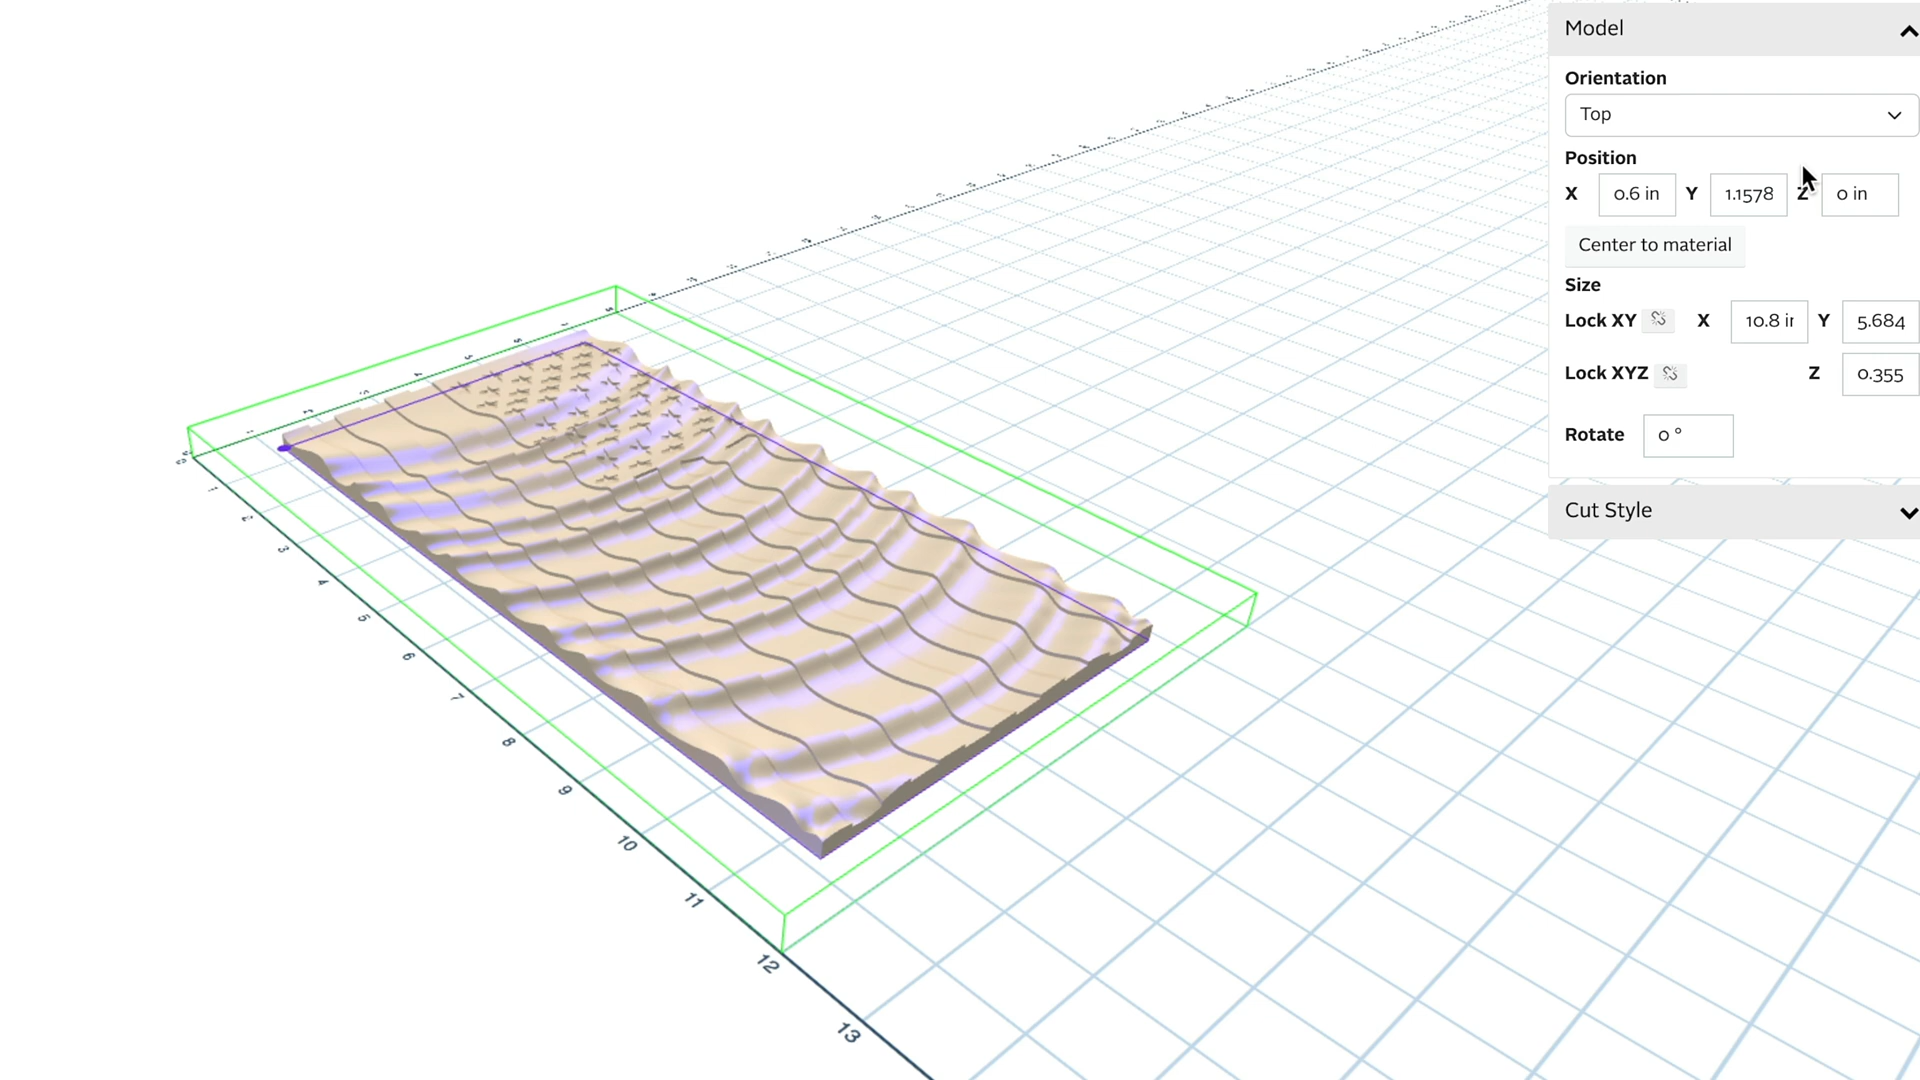 Model
Orientation
Top
Position
X 0.6 in Y 1.1578 Z 0 in
Center to material
Size
Lock XY X 10.8 ir Y 5.684
Lock XYZ Z 0.355
Rotate 0 °
Cut Style
1
2
3
4
5
6
7
8
9
10
11
12
13